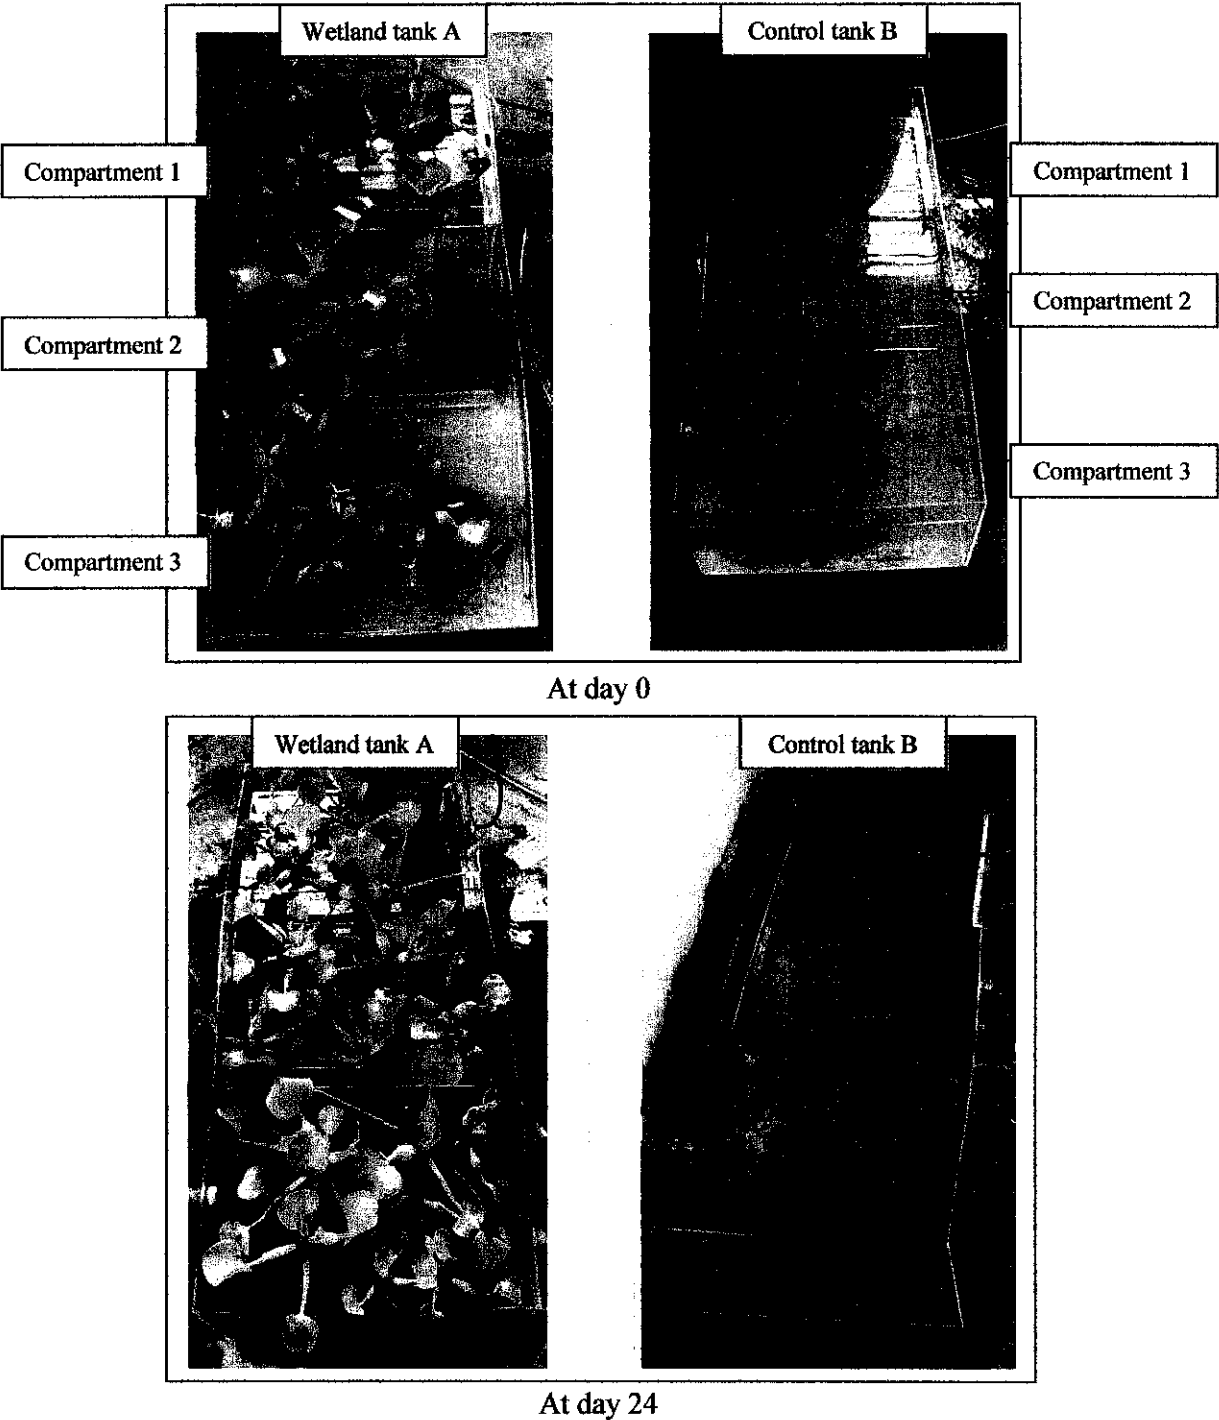 Wetland tank A
Control tank B
Compartment 1
Compartment 1
Compartment 2
Compartment 2
Compartment 3
Compartment 3
At day 0
Wetland tank A
Control tank B
At day 24